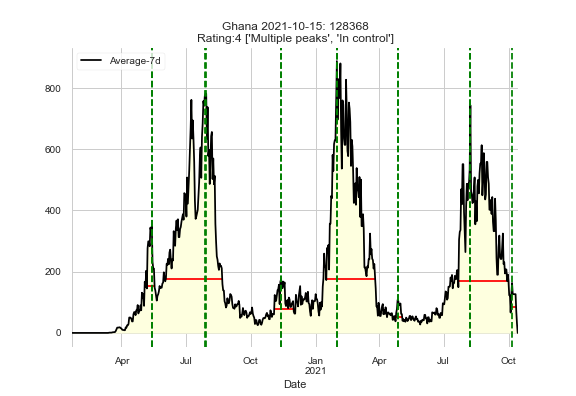 Ghana 2021-10-15: 128368
Rating:4 ['Multiple peaks', 'In control']
Average-7d
800
600
400
200
0
Apr Jul Oct Jan Apr Jul Oct
2021
Date